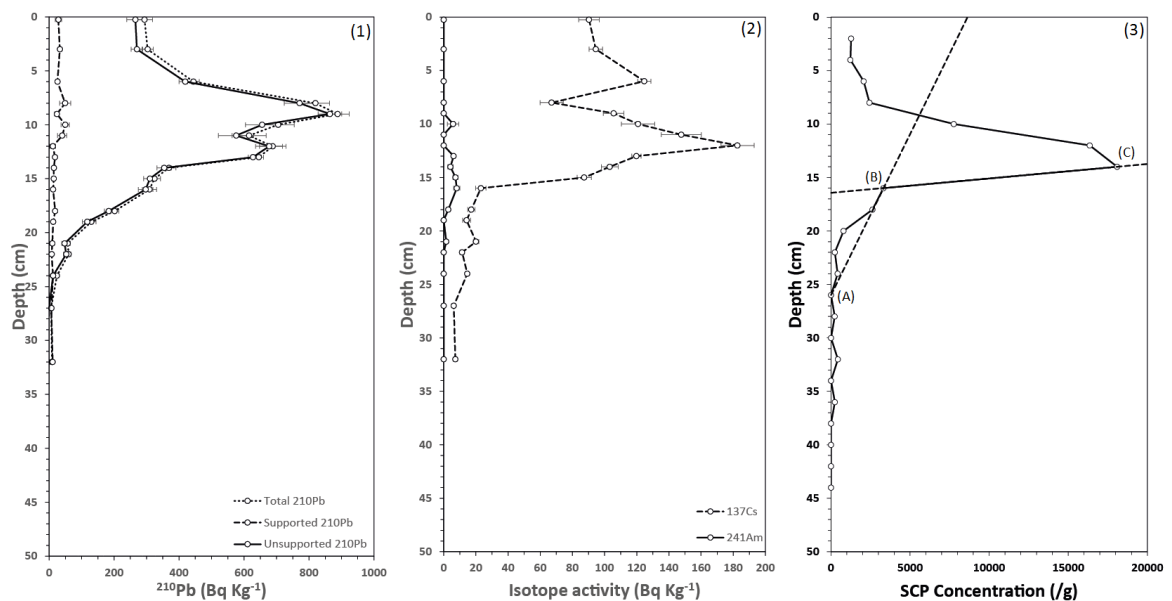 (1)
0
5
10
15
20
25
30
35
40
45
50
Depth (cm)
Total 210Pb
Supported 210Pb
Unsupported 210Pb
0 200 400 600 800 1000
²¹⁰Pb (Bq Kg⁻¹)
(2)
0
5
10
15
20
25
30
35
40
45
50
Depth (cm)
137Cs
241Am
0 20 40 60 80 100 120 140 160 180 200
Isotope activity (Bq Kg⁻¹)
(3)
0
5
10
15
20
25
30
35
40
45
50
Depth (cm)
(C)
(B)
(A)
0 5000 10000 15000 20000
SCP Concentration (/g)